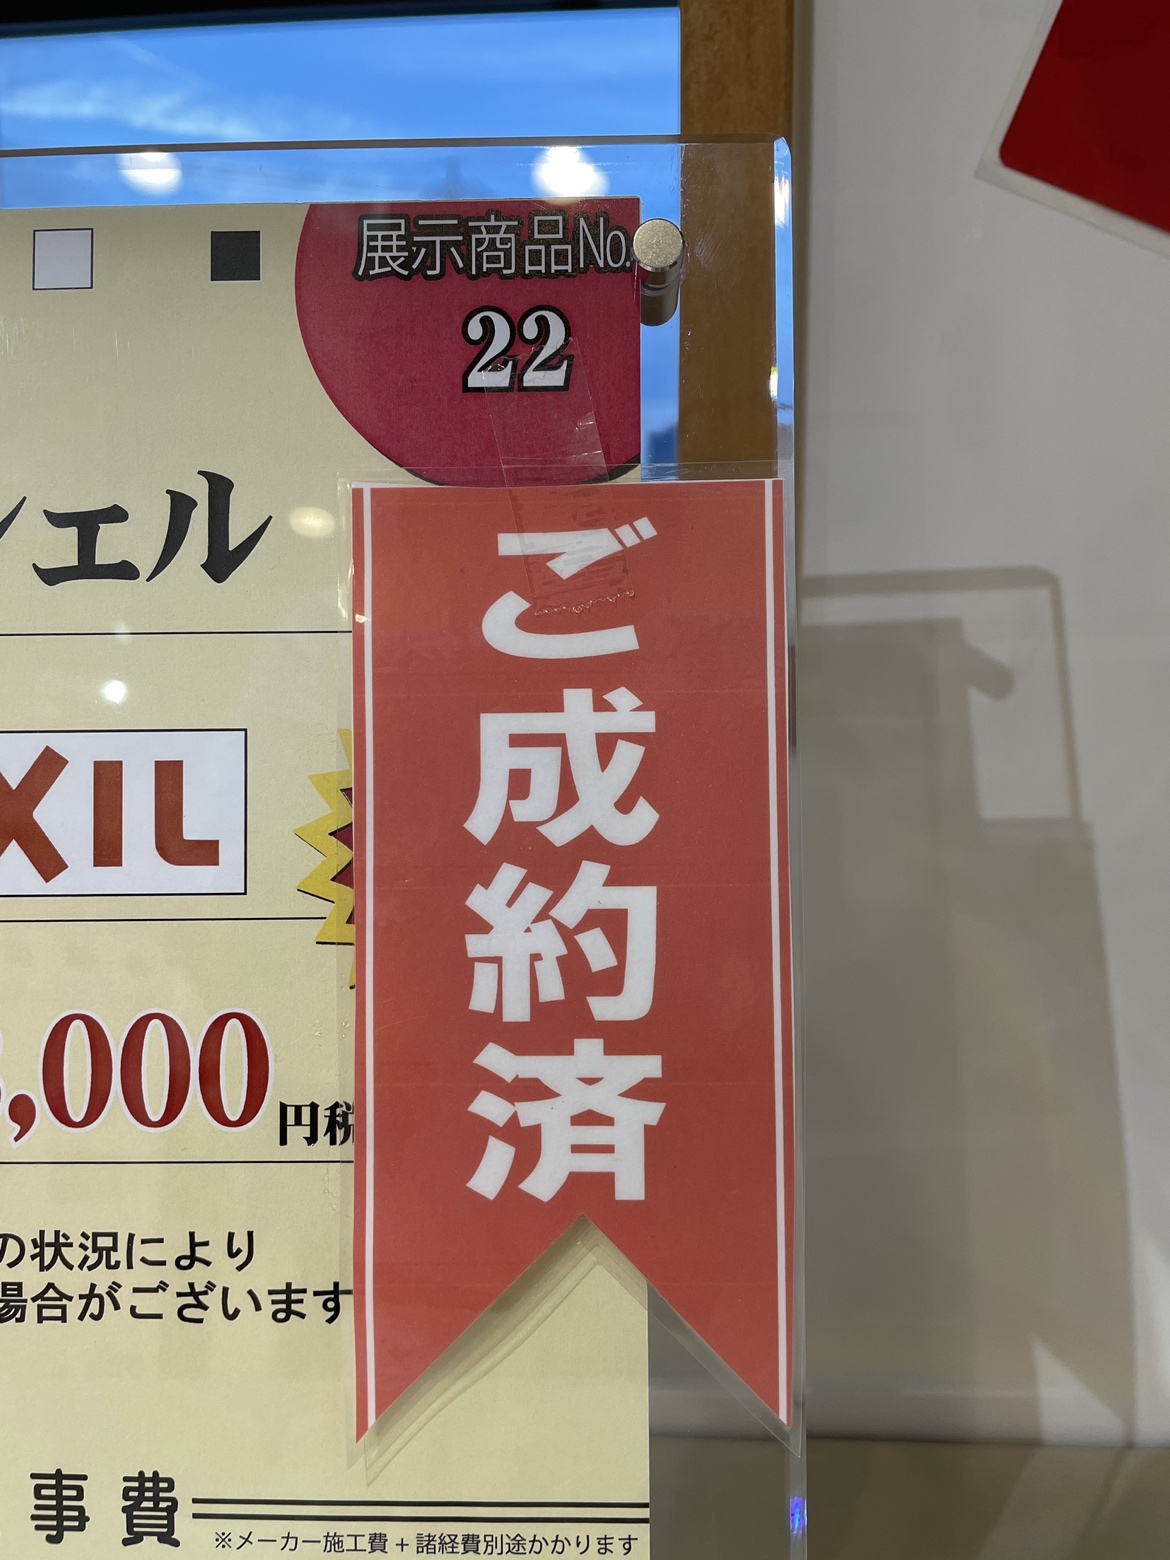 展示商品No.
22
シェル
XIL
,000
円税
ご成約済
の状況により
場合がございます
事費
※メーカー施工費+諸経費別途かかります